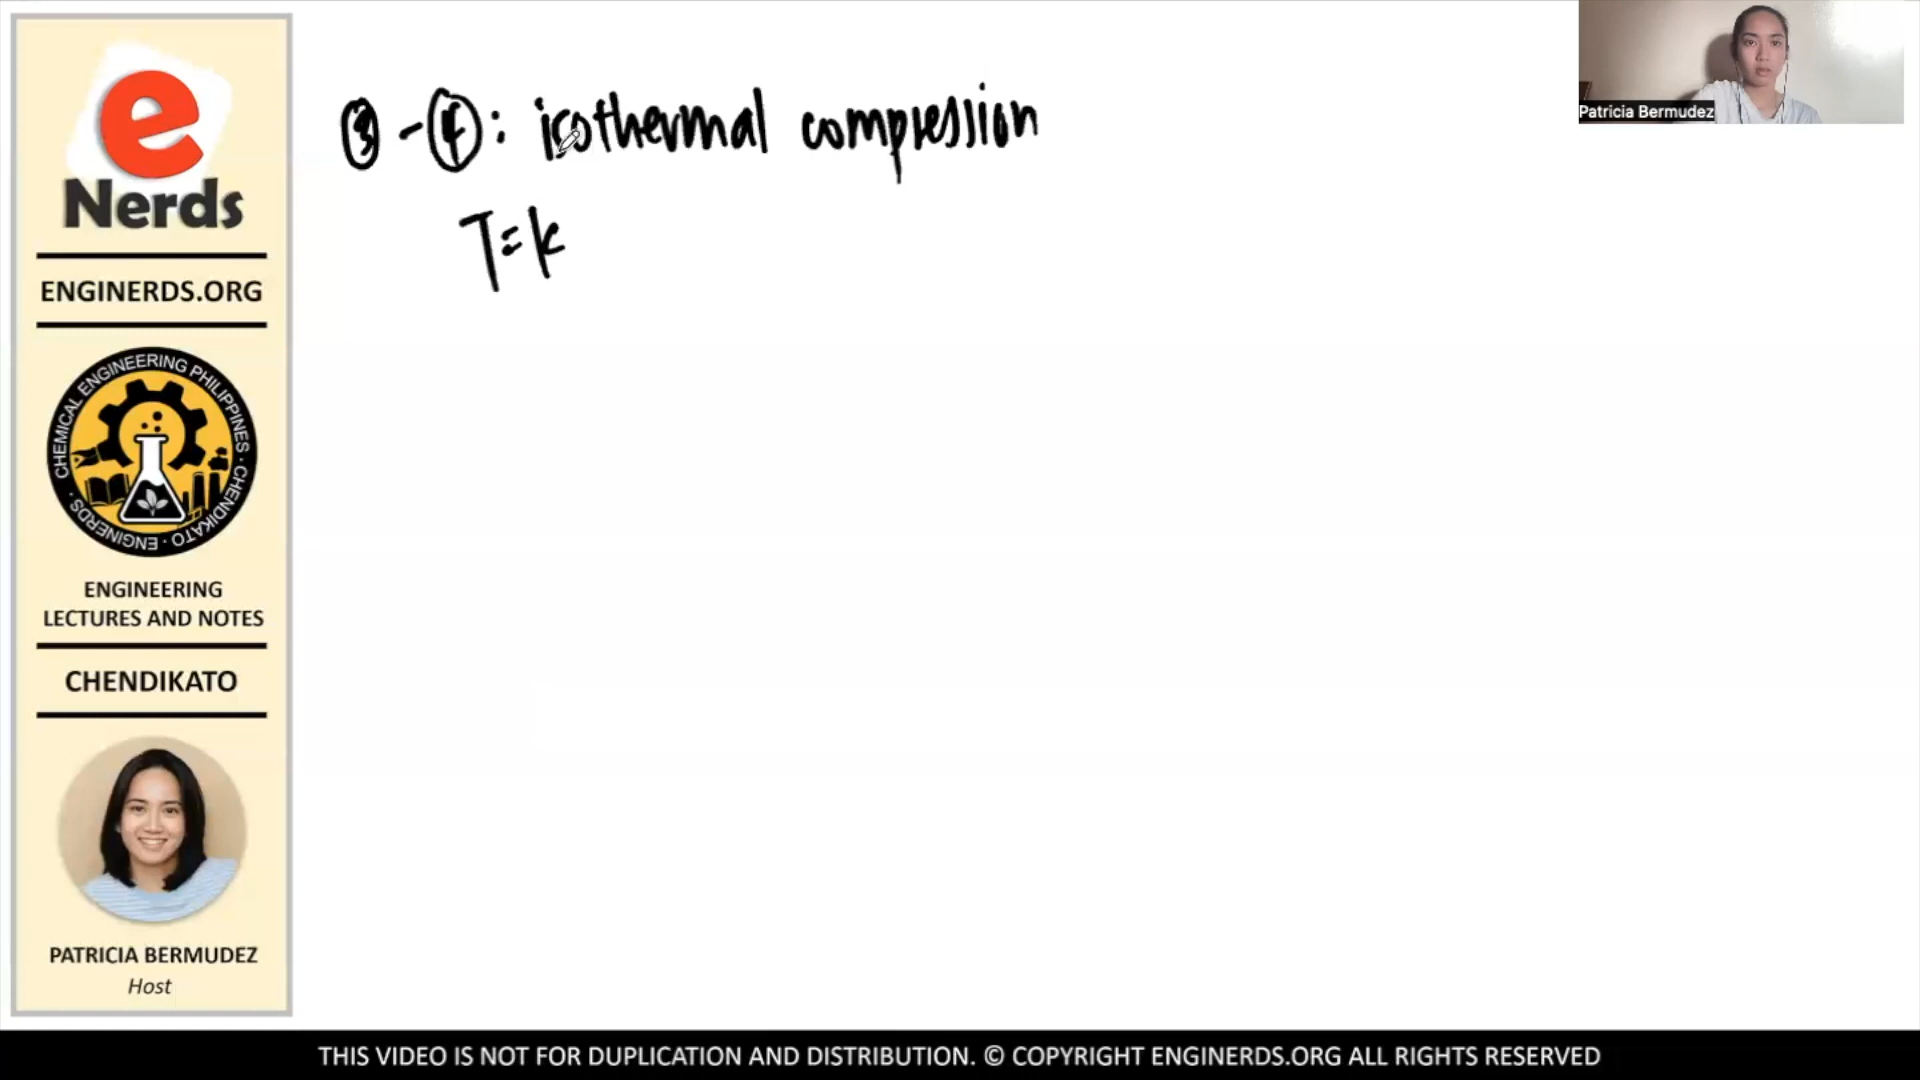 e
Nerds
ENGINERDS.ORG
CHEMICAL ENGINEERING PHILIPPINES · CHENDIKATO · ENGINERDS ·
ENGINEERING
LECTURES AND NOTES
CHENDIKATO
PATRICIA BERMUDEZ
Host
③ - ④ : isothermal compression
T = k
Patricia Bermudez
THIS VIDEO IS NOT FOR DUPLICATION AND DISTRIBUTION. © COPYRIGHT ENGINERDS.ORG ALL RIGHTS RESERVED